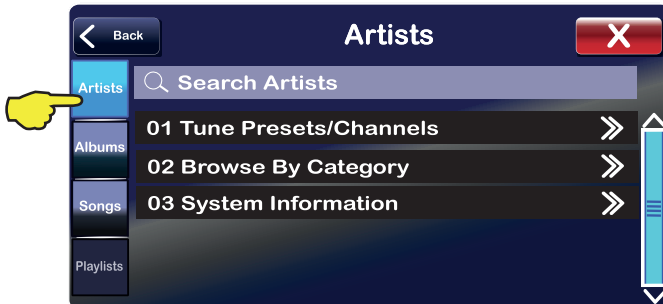 Back
Artists
X
Artists
Search Artists
01 Tune Presets/Channels
Albums
02 Browse By Category
Songs
03 System Information
Playlists